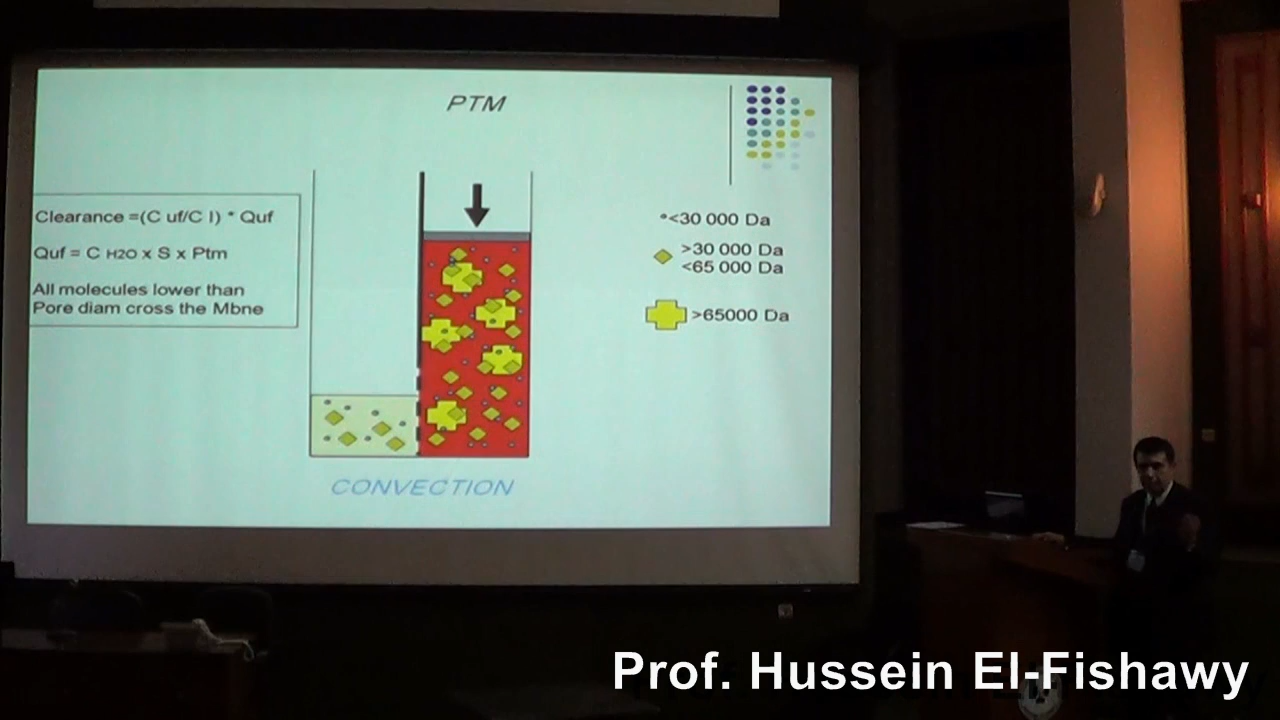 PTM
Clearance =(C uf/C l) * Quf
Quf = C H2O x S x Ptm
All molecules lower than
Pore diam cross the Mbne
<30 000 Da
>30 000 Da
<65 000 Da
>65000 Da
CONVECTION
Prof. Hussein El-Fishawy